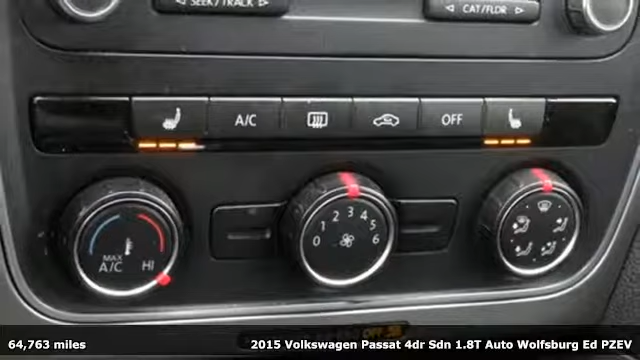 SEEK/TRACK
CAT/FLDR
A/C
OFF
MAX
A/C
HI
0 1 2 3 4 5 6
OFF
64,763 miles
2015 Volkswagen Passat 4dr Sdn 1.8T Auto Wolfsburg Ed PZEV